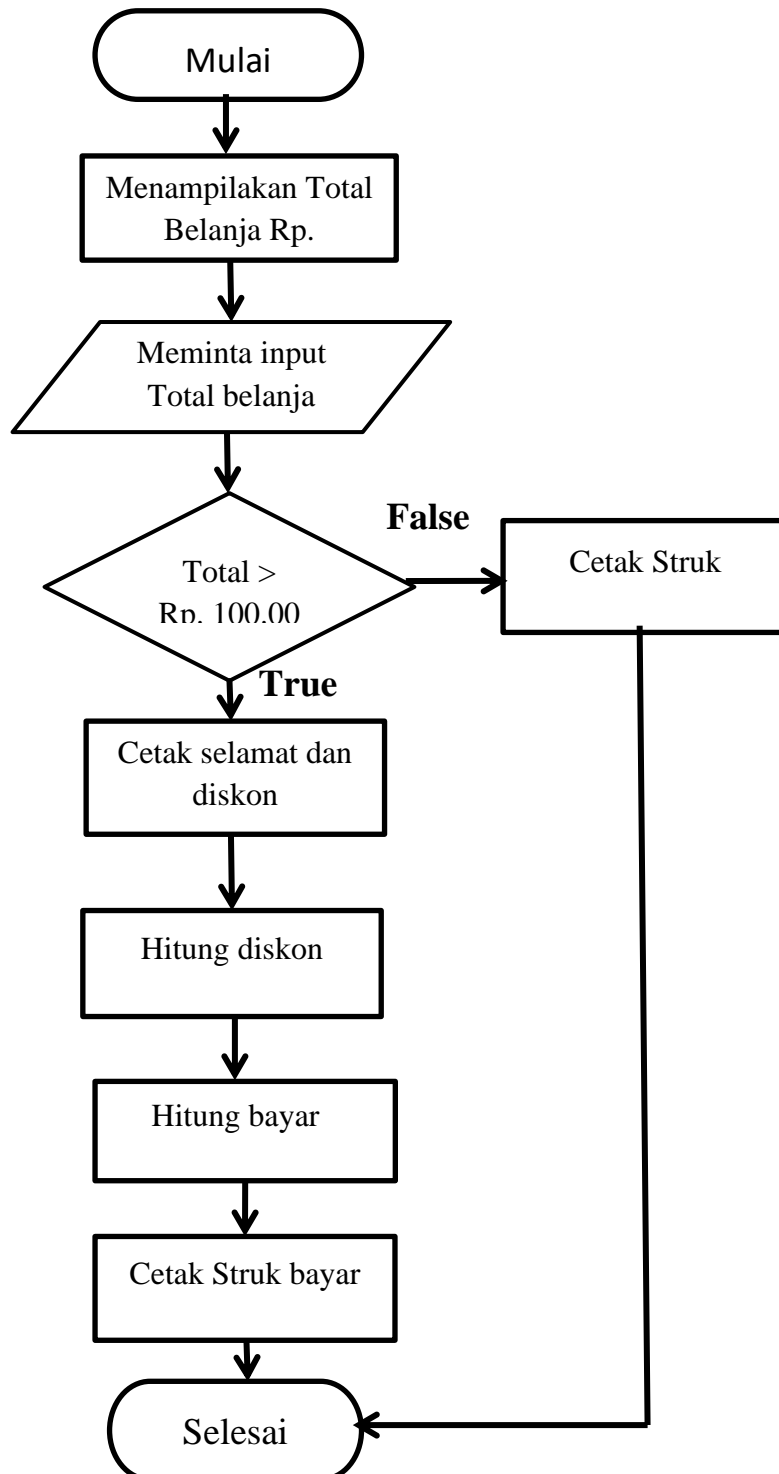 Mulai
Menampilakan Total
Belanja Rp.
Meminta input
Total belanja
False
Total >
Rp. 100.00
Cetak Struk
True
Cetak selamat dan
diskon
Hitung diskon
Hitung bayar
Cetak Struk bayar
Selesai